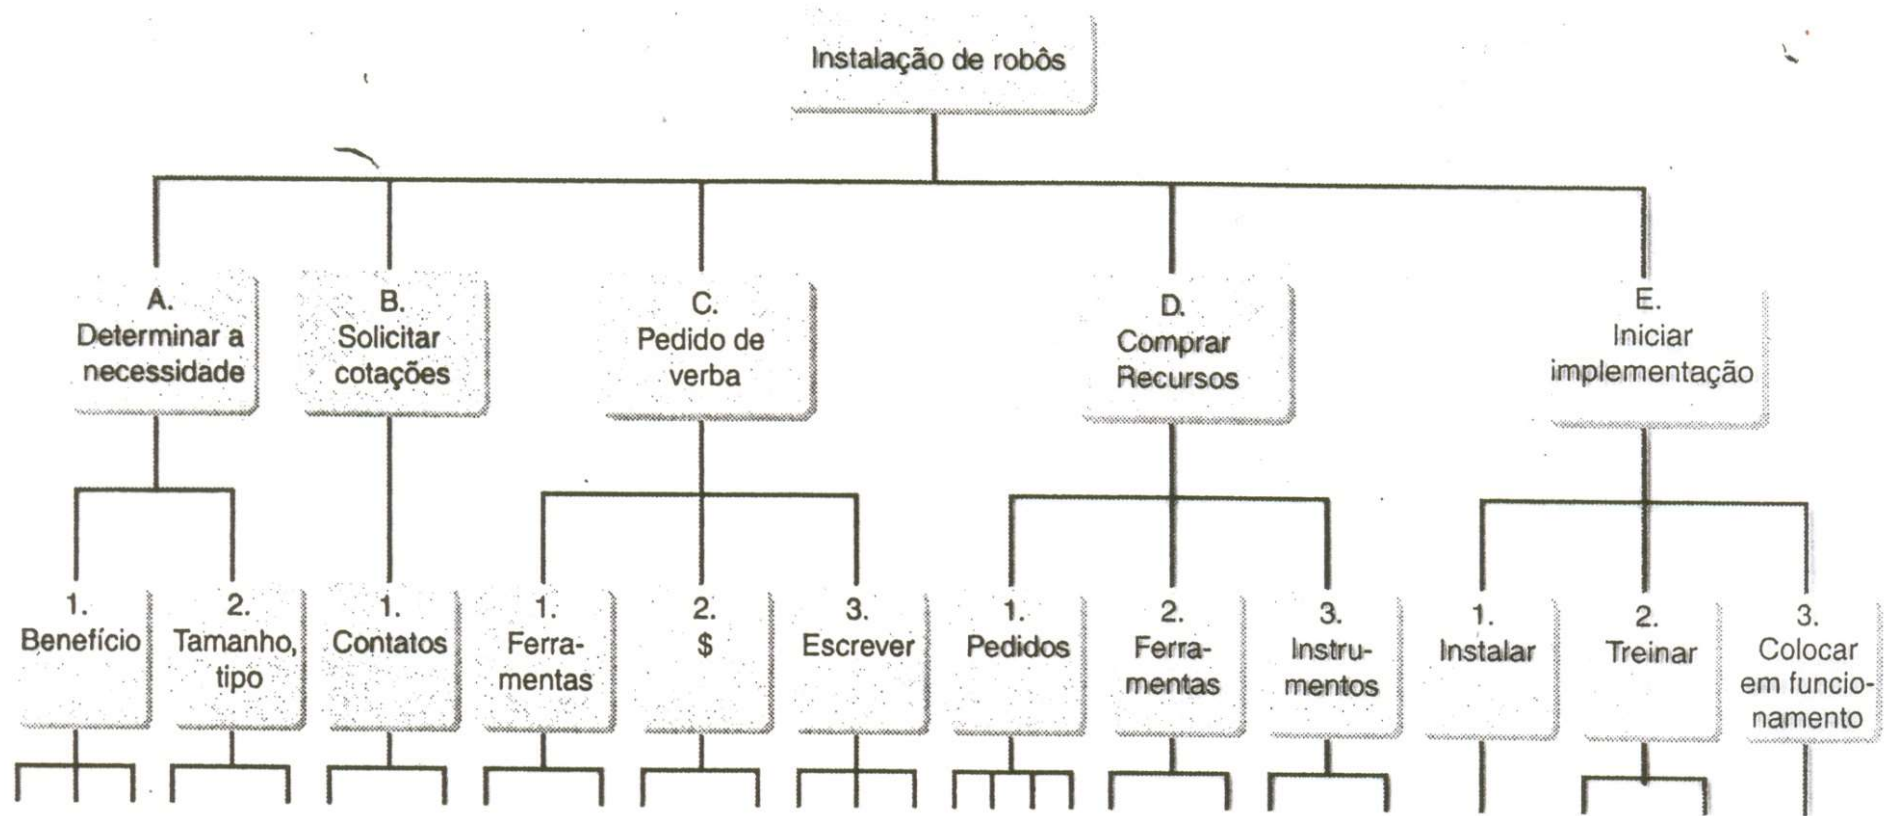 Instalação de robôs
A.
Determinar a
necessidade
B.
Solicitar
cotações
C.
Pedido de
verba
D.
Comprar
Recursos
E.
Iniciar
implementação
1.
Benefício
2.
Tamanho,
tipo
1.
Contatos
1.
Ferra-
mentas
2.
$
3.
Escrever
1.
Pedidos
2.
Ferra-
mentas
3.
Instru-
mentos
1.
Instalar
2.
Treinar
3.
Colocar
em funcio-
namento